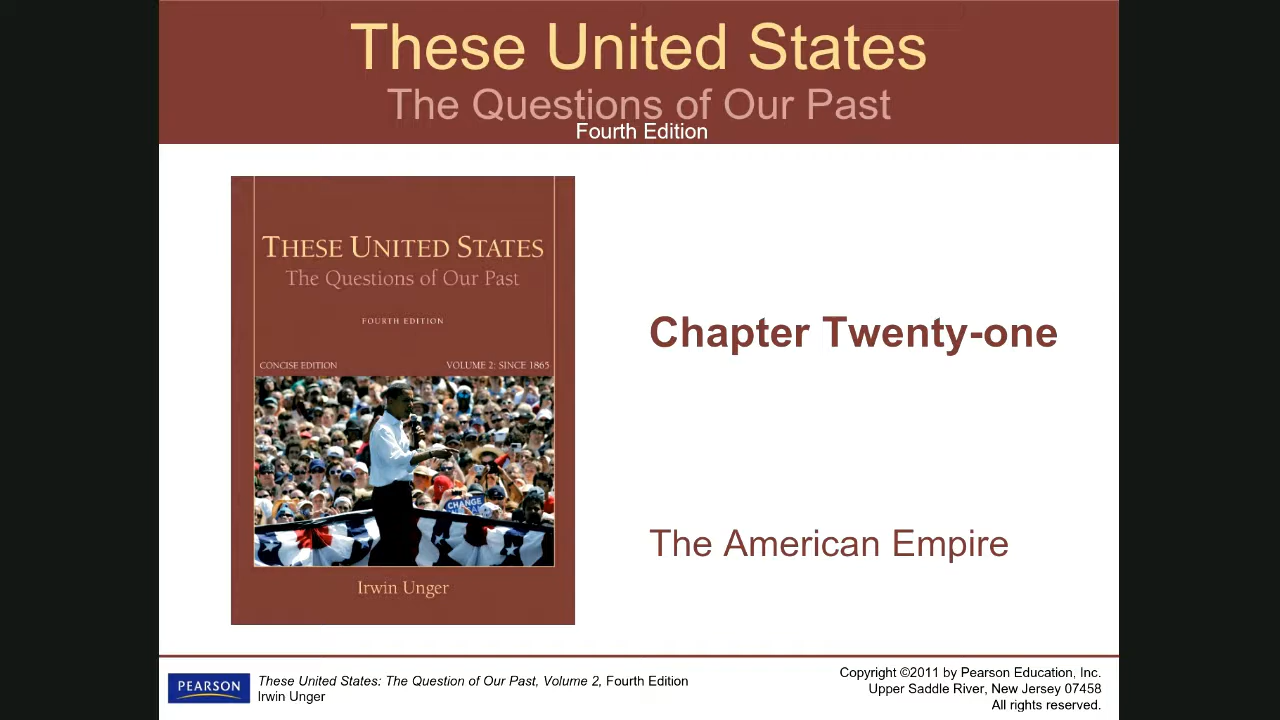 These United States
The Questions of Our Past
Fourth Edition
THESE UNITED STATES
The Questions of Our Past
FOURTH EDITION
CONCISE EDITION
VOLUME 2: SINCE 1865
CHANGE
Irwin Unger
Chapter Twenty-one
The American Empire
PEARSON
These United States: The Question of Our Past, Volume 2, Fourth Edition
Irwin Unger
Copyright ©2011 by Pearson Education, Inc.
Upper Saddle River, New Jersey 07458
All rights reserved.